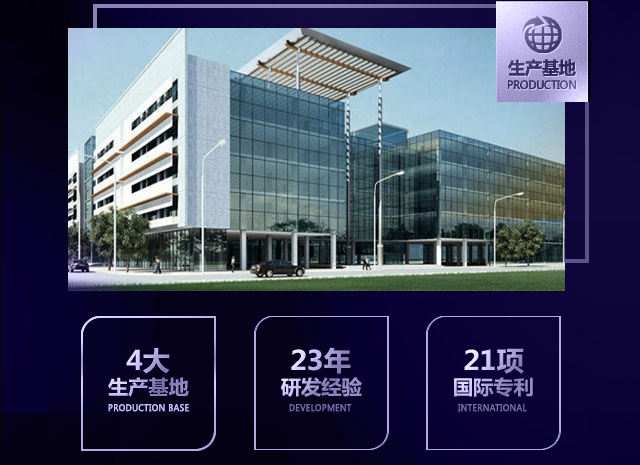 生产基地
PRODUCTION
4大
生产基地
PRODUCTION BASE
23年
研发经验
DEVELOPMENT
21项
国际专利
INTERNATIONAL